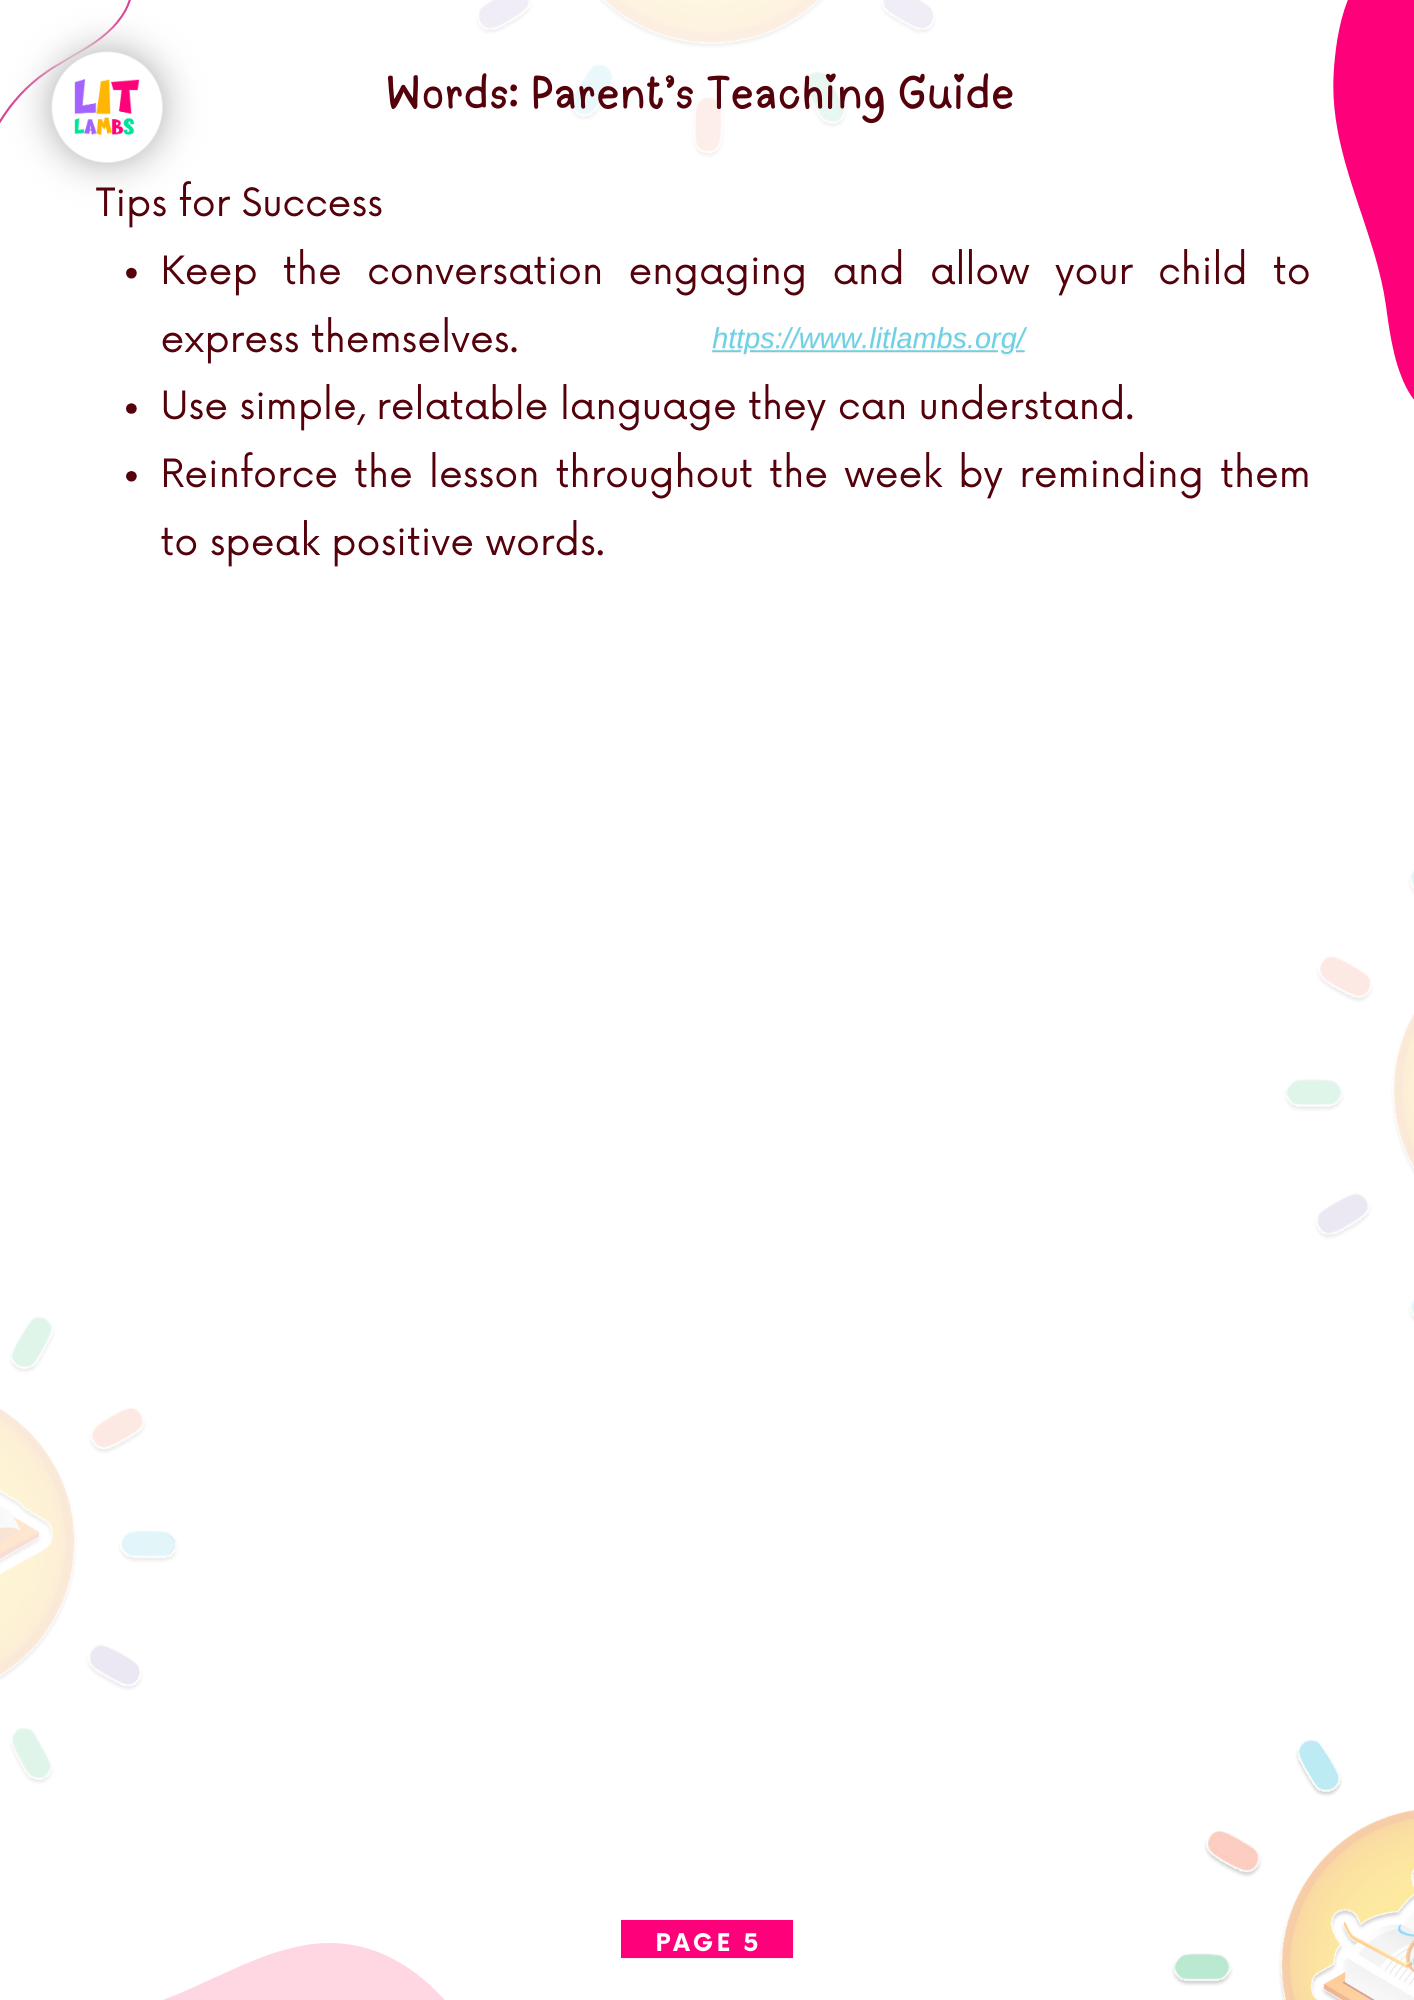 LIT
LAMBS
Words: Parent's Teaching Guide
Tips for Success
• Keep the conversation engaging and allow your child to
express themselves.
https://www.litlambs.org/
• Use simple, relatable language they can understand.
• Reinforce the lesson throughout the week by reminding them
to speak positive words.
PAGE 5